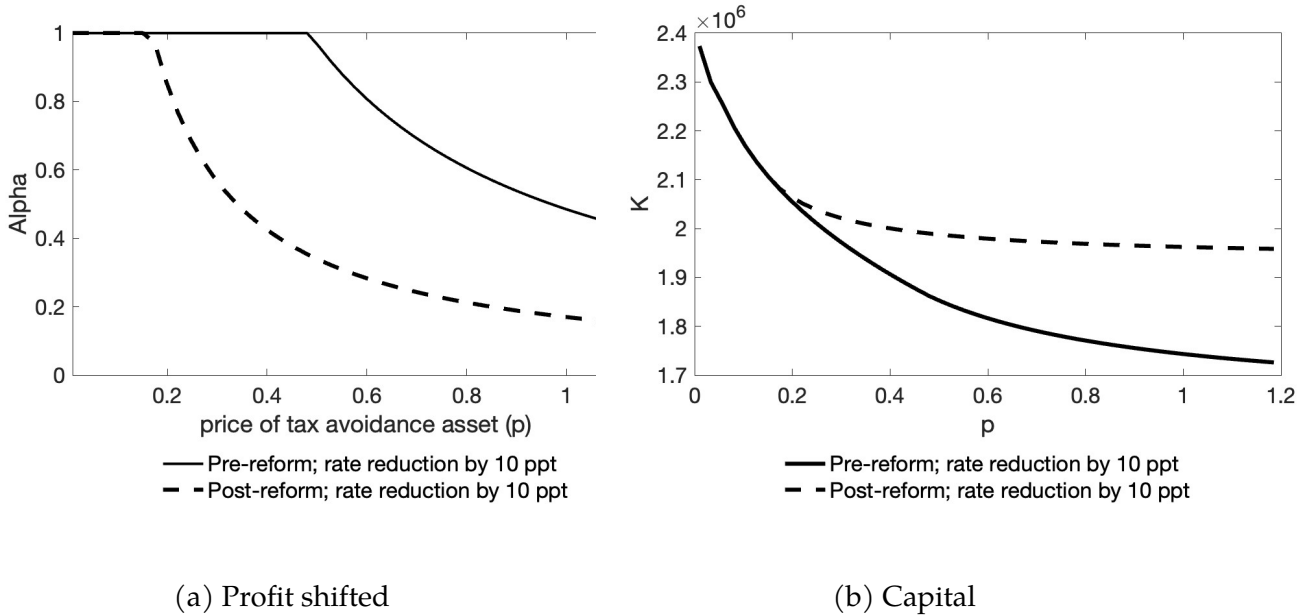 1
0.8
0.6
0.4
0.2
0
Alpha
0.2 0.4 0.6 0.8 1
price of tax avoidance asset (p)
Pre-reform; rate reduction by 10 ppt
Post-reform; rate reduction by 10 ppt
(a) Profit shifted
×10⁶
2.4
2.3
2.2
2.1
2
1.9
1.8
1.7
K
0 0.2 0.4 0.6 0.8 1 1.2
p
Pre-reform; rate reduction by 10 ppt
Post-reform; rate reduction by 10 ppt
(b) Capital